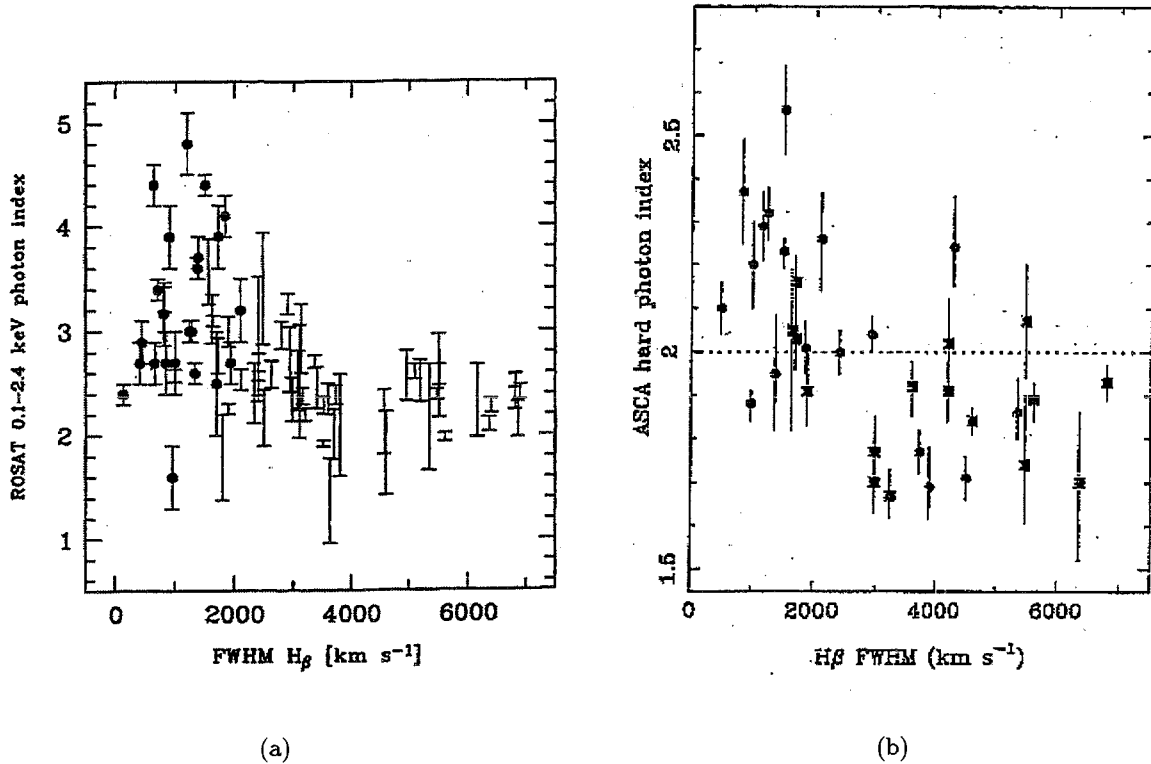 ROSAT 0.1–2.4 keV photon index
5
4
3
2
1
0 2000 4000 6000
FWHM Hβ [km s⁻¹]
(a)
ASCA hard photon index
2.5
2
1.5
0 2000 4000 6000
Hβ FWHM (km s⁻¹)
(b)